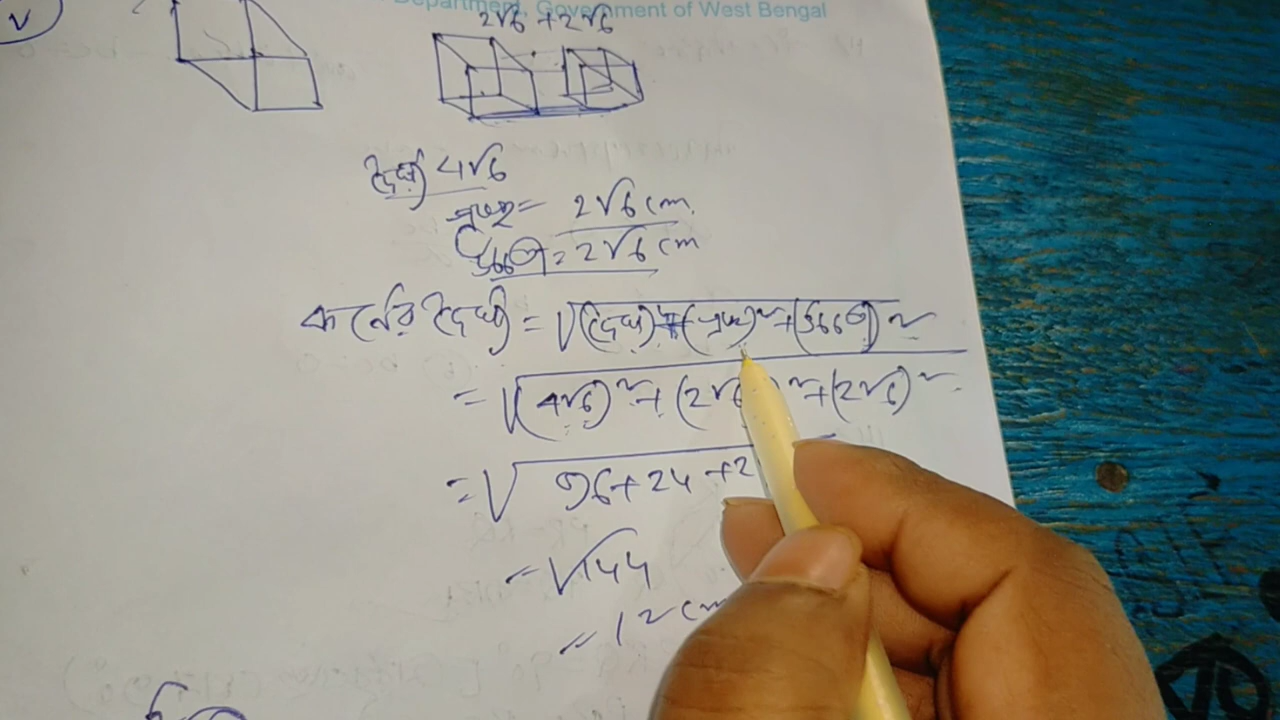 V
Department, Government of West Bengal
2√6 + 2√6
দৈর্ঘ্য 4√6
প্রস্থ = 2√6 cm.
উচ্চতা = 2√6 cm
কর্নের দৈর্ঘ্য = √(দৈর্ঘ্য)²+(প্রস্থ)²+(উচ্চতা)²
= √(4√6)²+(2√6)²+(2√6)²
= √96+24+2
= √144
= 12 cm